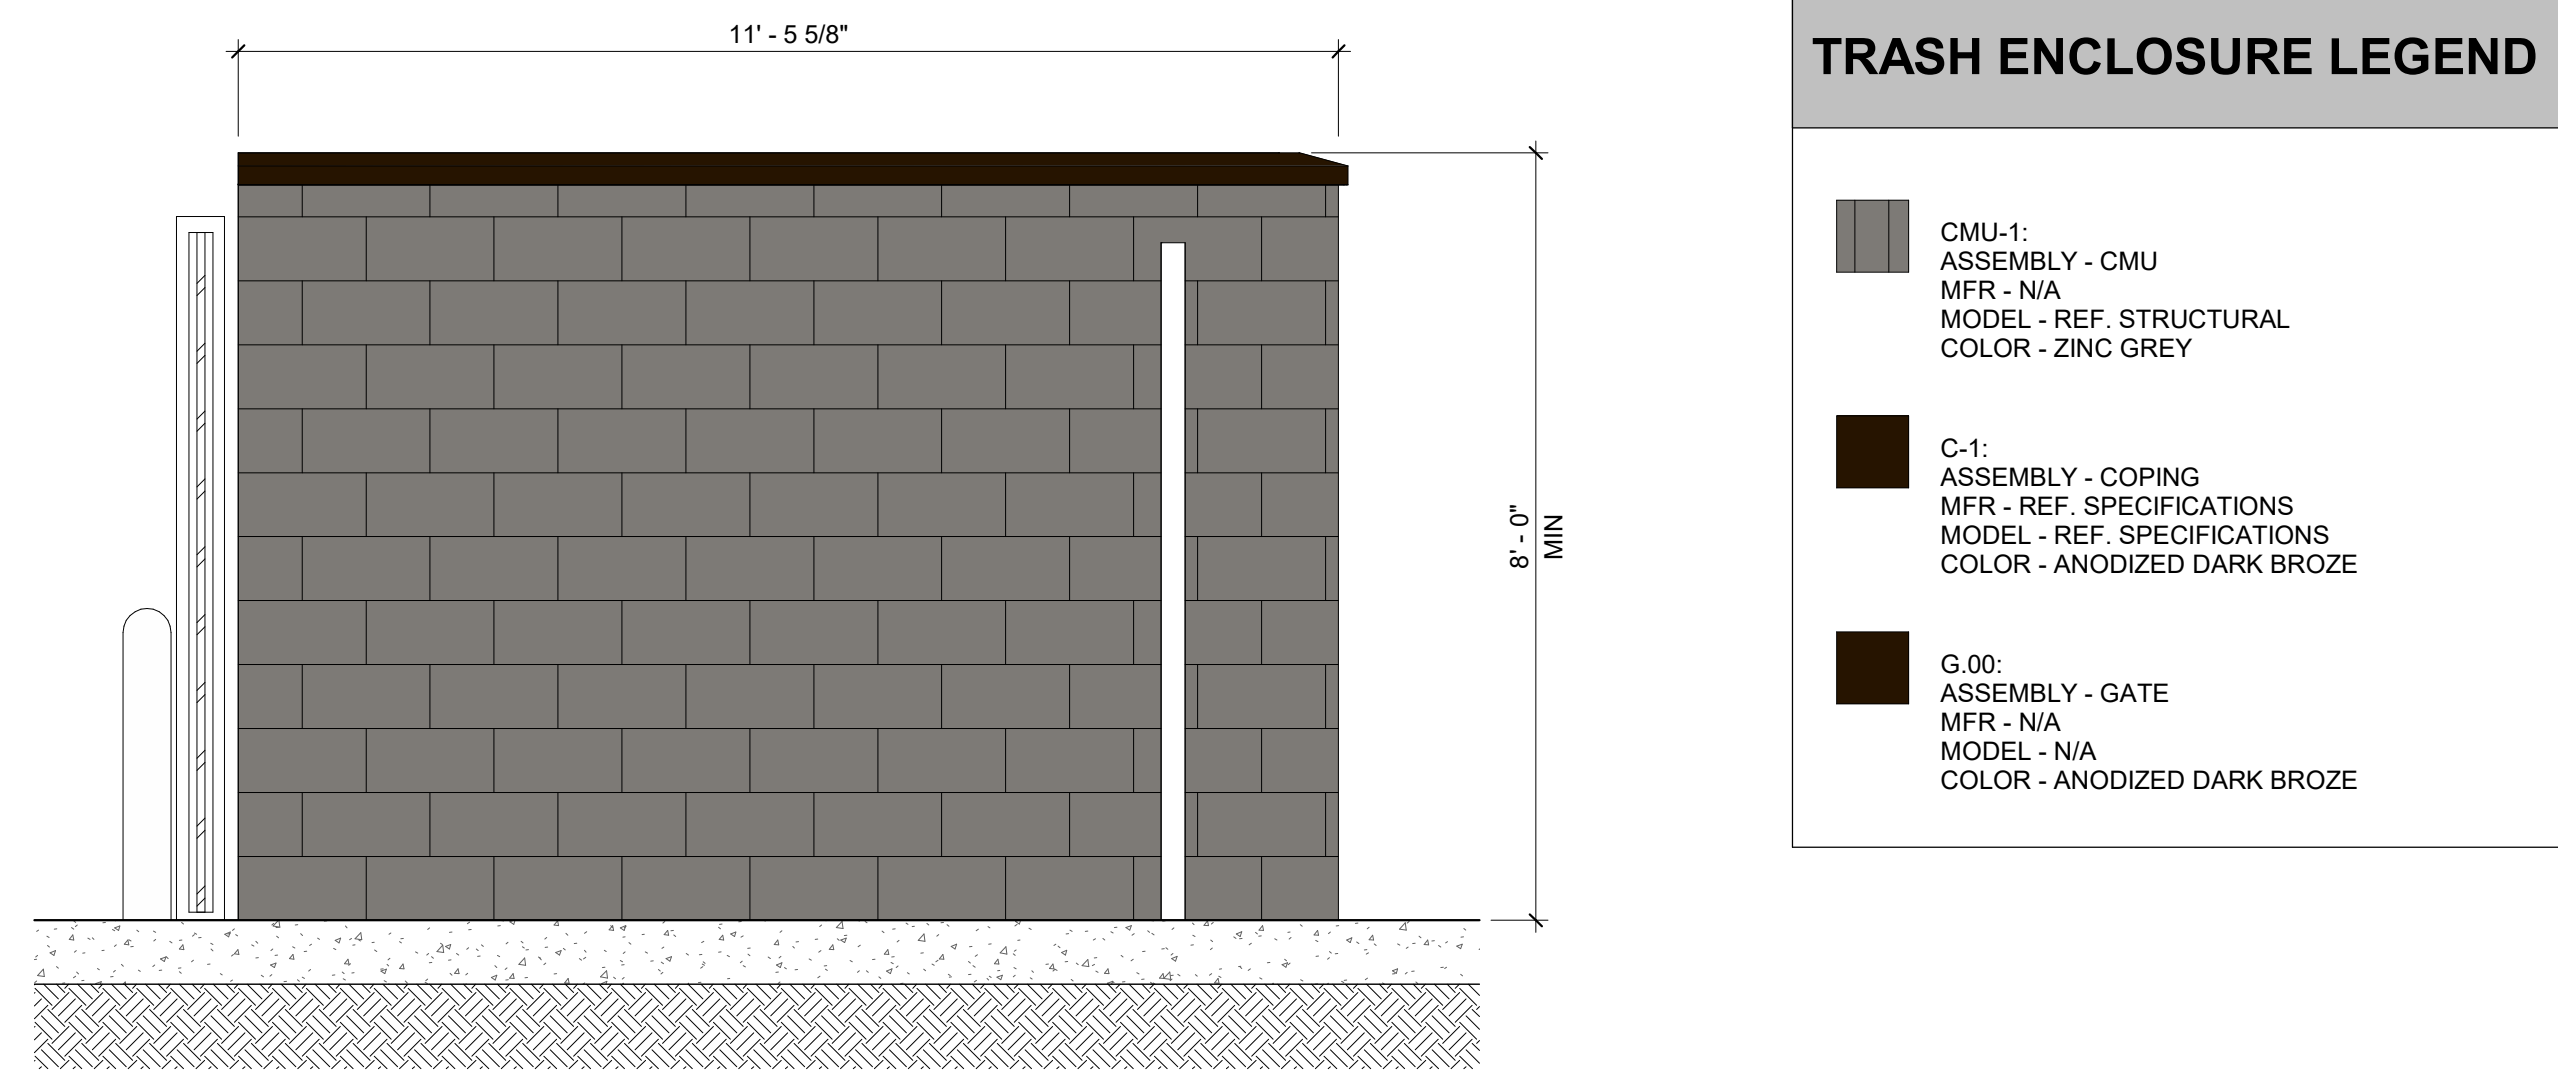 11' - 5 5/8"
8' - 0"
MIN
TRASH ENCLOSURE LEGEND
CMU-1:
ASSEMBLY - CMU
MFR - N/A
MODEL - REF. STRUCTURAL
COLOR - ZINC GREY
C-1:
ASSEMBLY - COPING
MFR - REF. SPECIFICATIONS
MODEL - REF. SPECIFICATIONS
COLOR - ANODIZED DARK BROZE
G.00:
ASSEMBLY - GATE
MFR - N/A
MODEL - N/A
COLOR - ANODIZED DARK BROZE